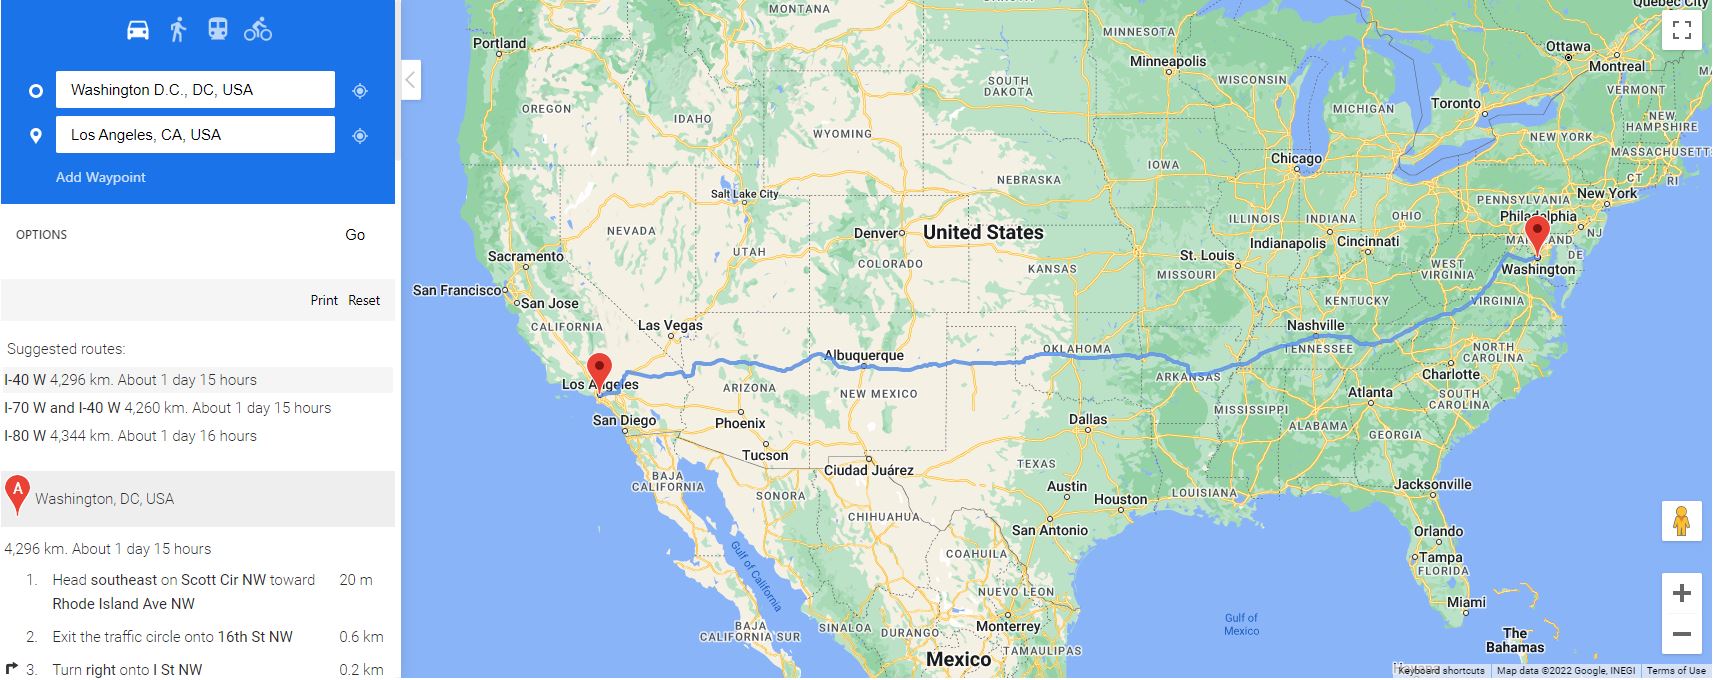 Washington D.C., DC, USA
Los Angeles, CA, USA
Add Waypoint
OPTIONS
Go
Print Reset
Suggested routes:
I-40 W 4,296 km. About 1 day 15 hours
I-70 W and I-40 W 4,260 km. About 1 day 15 hours
I-80 W 4,344 km. About 1 day 16 hours
A
Washington, DC, USA
4,296 km. About 1 day 15 hours
1. Head southeast on Scott Cir NW toward 20 m
Rhode Island Ave NW
2. Exit the traffic circle onto 16th St NW 0.6 km
3. Turn right onto I St NW 0.2 km
MONTANA
Quebec City
Portland
MINNESOTA
Ottawa
Montreal
Minneapolis
SOUTH
DAKOTA
WISCONSIN
VERMONT
OREGON
IDAHO
WYOMING
MICHIGAN
Toronto
NEW
HAMPSHIRE
NEW YORK
MASSACHUSETTS
IOWA
Chicago
CT
RI
NEBRASKA
Salt Lake City
PENNSYLVANIA
New York
Philadelphia
NEVADA
Denver
United States
ILLINOIS
INDIANA
OHIO
NJ
MARYLAND
UTAH
COLORADO
KANSAS
Indianapolis
Cincinnati
St. Louis
MISSOURI
WEST
VIRGINIA
DE
Washington
Sacramento
San Francisco
San Jose
KENTUCKY
VIRGINIA
CALIFORNIA
Las Vegas
Nashville
Albuquerque
OKLAHOMA
TENNESSEE
NORTH
CAROLINA
Los Angeles
ARIZONA
NEW MEXICO
ARKANSAS
Charlotte
Atlanta
SOUTH
CAROLINA
San Diego
Phoenix
Dallas
MISSISSIPPI
ALABAMA
GEORGIA
Tucson
Ciudad Juárez
TEXAS
BAJA
CALIFORNIA
SONORA
Austin
Houston
LOUISIANA
Jacksonville
CHIHUAHUA
San Antonio
Orlando
COAHUILA
Tampa
FLORIDA
Gulf of California
NUEVO LEON
Miami
Gulf of
Mexico
Monterrey
BAJA
CALIFORNIA SUR
SINALOA
DURANGO
TAMAULIPAS
The
Bahamas
Mexico
Keyboard shortcuts
Map data ©2022 Google, INEGI
Terms of Use